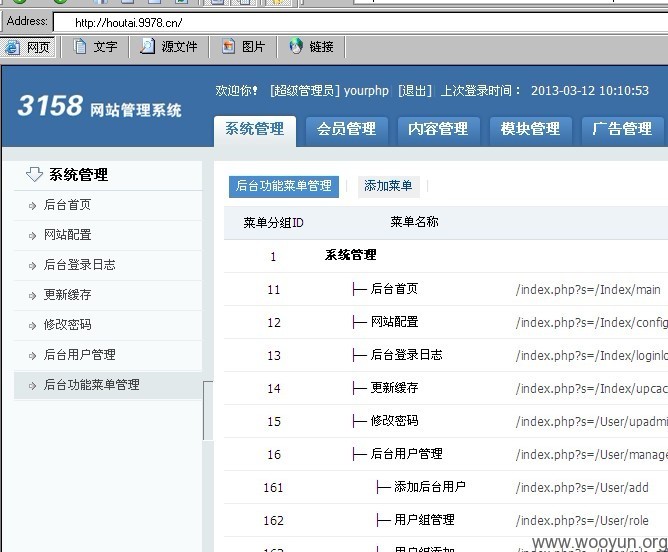 Address: http://houtai.9978.cn/
网页 文字 源文件 图片 链接
3158 网站管理系统
欢迎你! [超级管理员] yourphp [退出] 上次登录时间: 2013-03-12 10:10:53
系统管理 会员管理 内容管理 模块管理 广告管理
系统管理
后台首页
网站配置
后台登录日志
更新缓存
修改密码
后台用户管理
后台功能菜单管理
后台功能菜单管理 添加菜单
菜单分组ID 菜单名称
1 系统管理
11 ├─ 后台首页 /index.php?s=/Index/main
12 ├─ 网站配置 /index.php?s=/Index/config
13 ├─ 后台登录日志 /index.php?s=/Index/loginlo
14 ├─ 更新缓存 /index.php?s=/Index/upcac
15 ├─ 修改密码 /index.php?s=/User/upadmi
16 ├─ 后台用户管理 /index.php?s=/User/manage
161 ├─ 添加后台用户 /index.php?s=/User/add
162 ├─ 用户组管理 /index.php?s=/User/role
www.wooyun.org